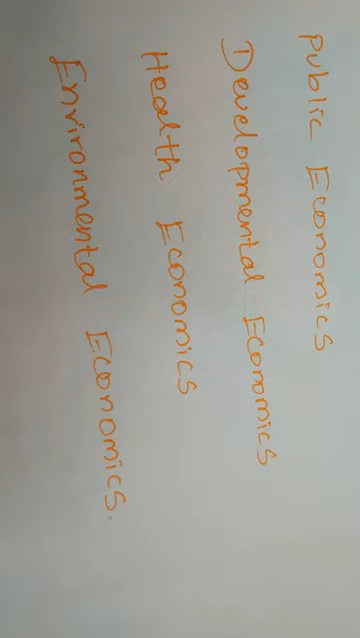 Public Economics
Developmental Economics
Health Economics
Environmental Economics.